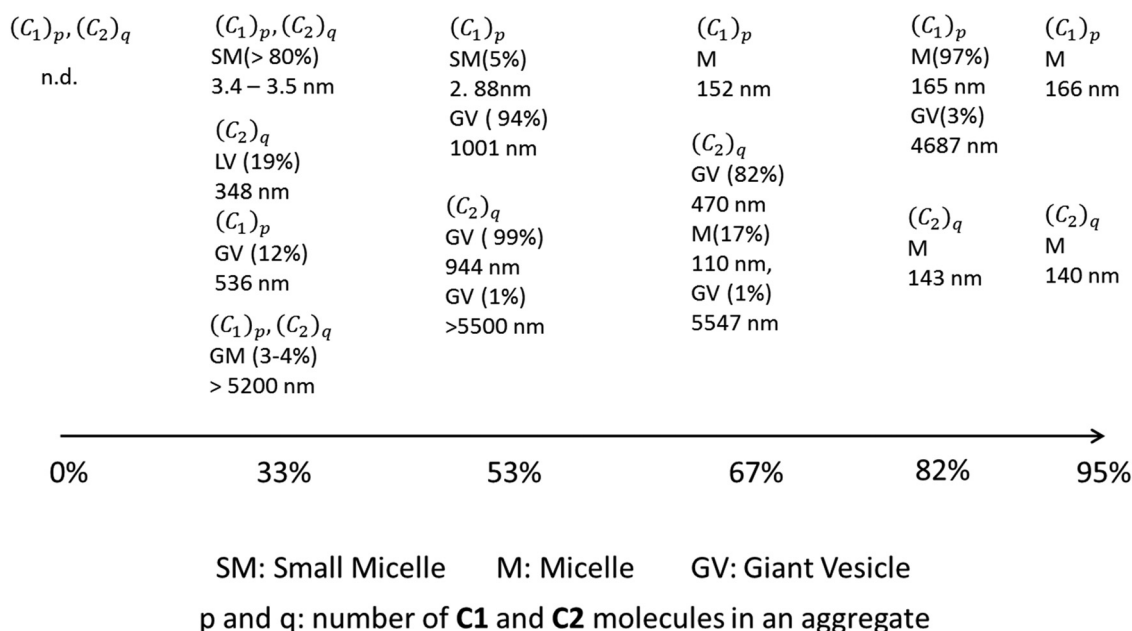 (C₁)ₚ, (C₂)q
n.d.
(C₁)ₚ, (C₂)q
SM(> 80%)
3.4 – 3.5 nm
(C₂)q
LV (19%)
348 nm
(C₁)ₚ
GV (12%)
536 nm
(C₁)ₚ, (C₂)q
GM (3-4%)
> 5200 nm
(C₁)ₚ
SM(5%)
2. 88nm
GV ( 94%)
1001 nm
(C₂)q
GV ( 99%)
944 nm
GV (1%)
>5500 nm
(C₁)ₚ
M
152 nm
(C₂)q
GV (82%)
470 nm
M(17%)
110 nm,
GV (1%)
5547 nm
(C₁)ₚ
M(97%)
165 nm
GV(3%)
4687 nm
(C₂)q
M
143 nm
(C₁)ₚ
M
166 nm
(C₂)q
M
140 nm
0% 33% 53% 67% 82% 95%
SM: Small Micelle M: Micelle GV: Giant Vesicle
p and q: number of C1 and C2 molecules in an aggregate